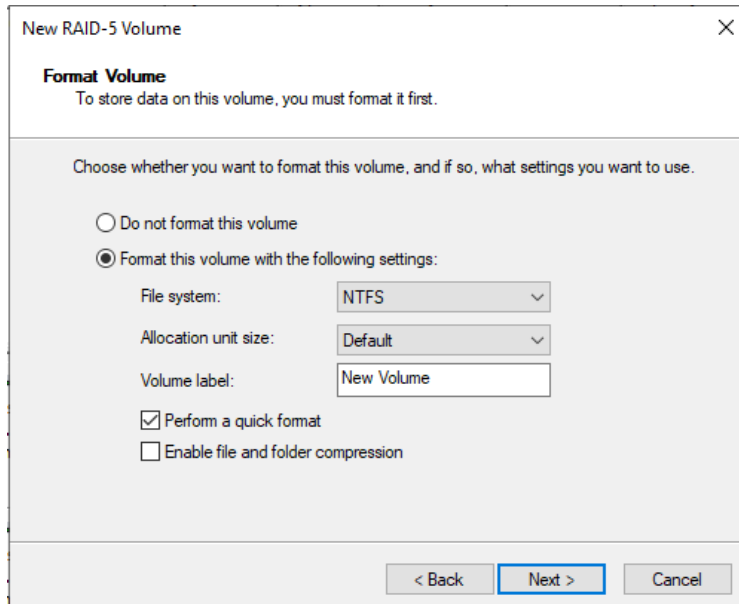 New RAID-5 Volume
Format Volume
To store data on this volume, you must format it first.
Choose whether you want to format this volume, and if so, what settings you want to use.
Do not format this volume
Format this volume with the following settings:
File system: NTFS
Allocation unit size: Default
Volume label: New Volume
Perform a quick format
Enable file and folder compression
< Back Next > Cancel